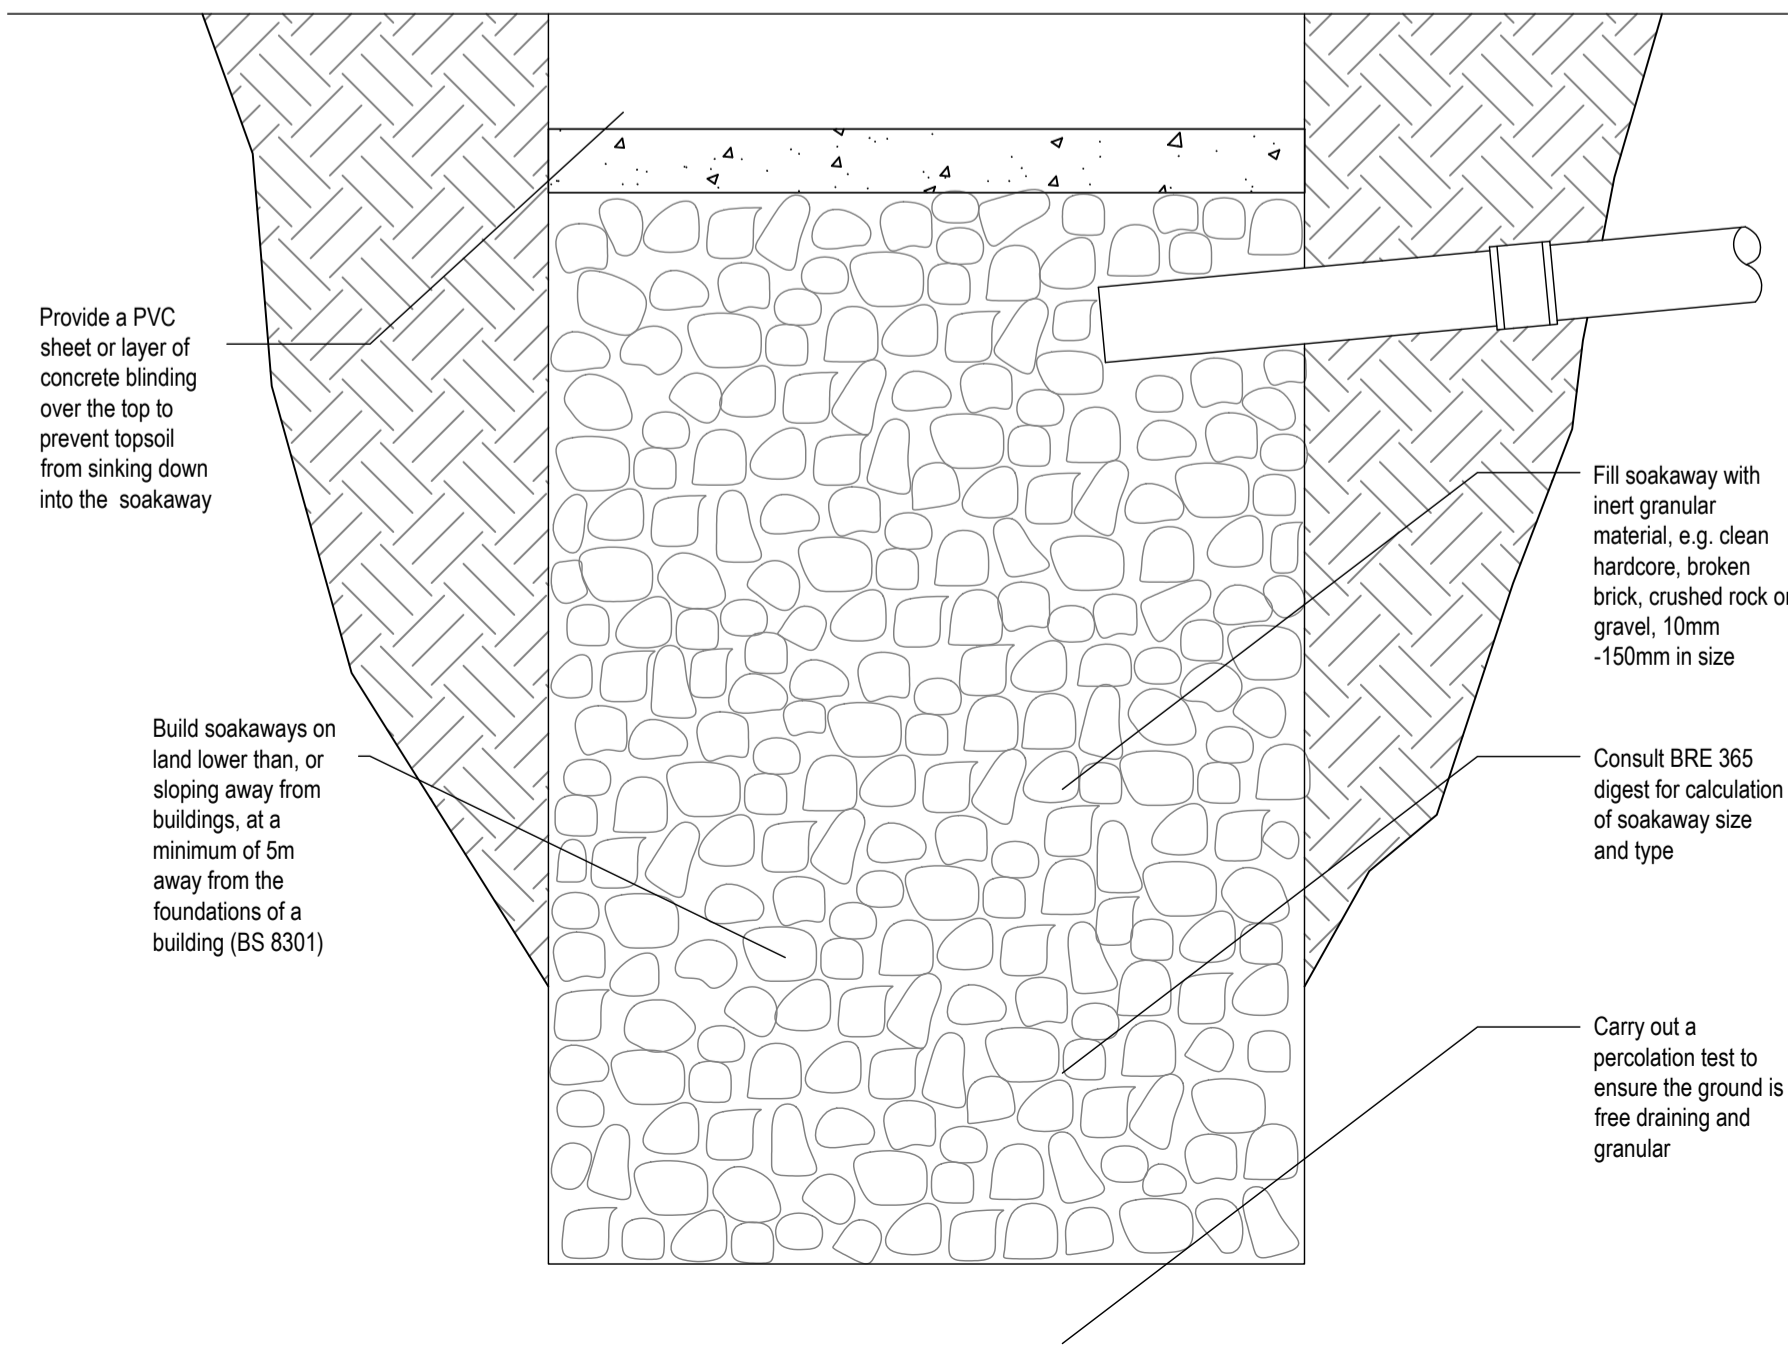 Provide a PVC
sheet or layer of
concrete blinding
over the top to
prevent topsoil
from sinking down
into the soakaway
Build soakaways on
land lower than, or
sloping away from
buildings, at a
minimum of 5m
away from the
foundations of a
building (BS 8301)
Fill soakaway with
inert granular
material, e.g. clean
hardcore, broken
brick, crushed rock or
gravel, 10mm
-150mm in size
Consult BRE 365
digest for calculation
of soakaway size
and type
Carry out a
percolation test to
ensure the ground is
free draining and
granular